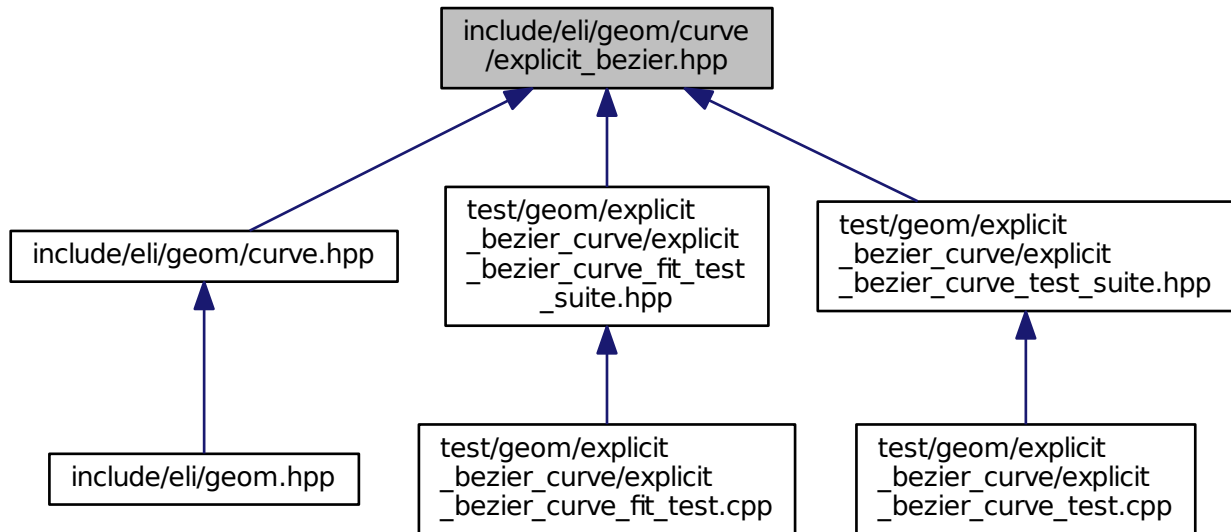 include/eli/geom/curve
/explicit_bezier.hpp
include/eli/geom/curve.hpp
test/geom/explicit
_bezier_curve/explicit
_bezier_curve_fit_test
_suite.hpp
test/geom/explicit
_bezier_curve/explicit
_bezier_curve_test_suite.hpp
include/eli/geom.hpp
test/geom/explicit
_bezier_curve/explicit
_bezier_curve_fit_test.cpp
test/geom/explicit
_bezier_curve/explicit
_bezier_curve_test.cpp